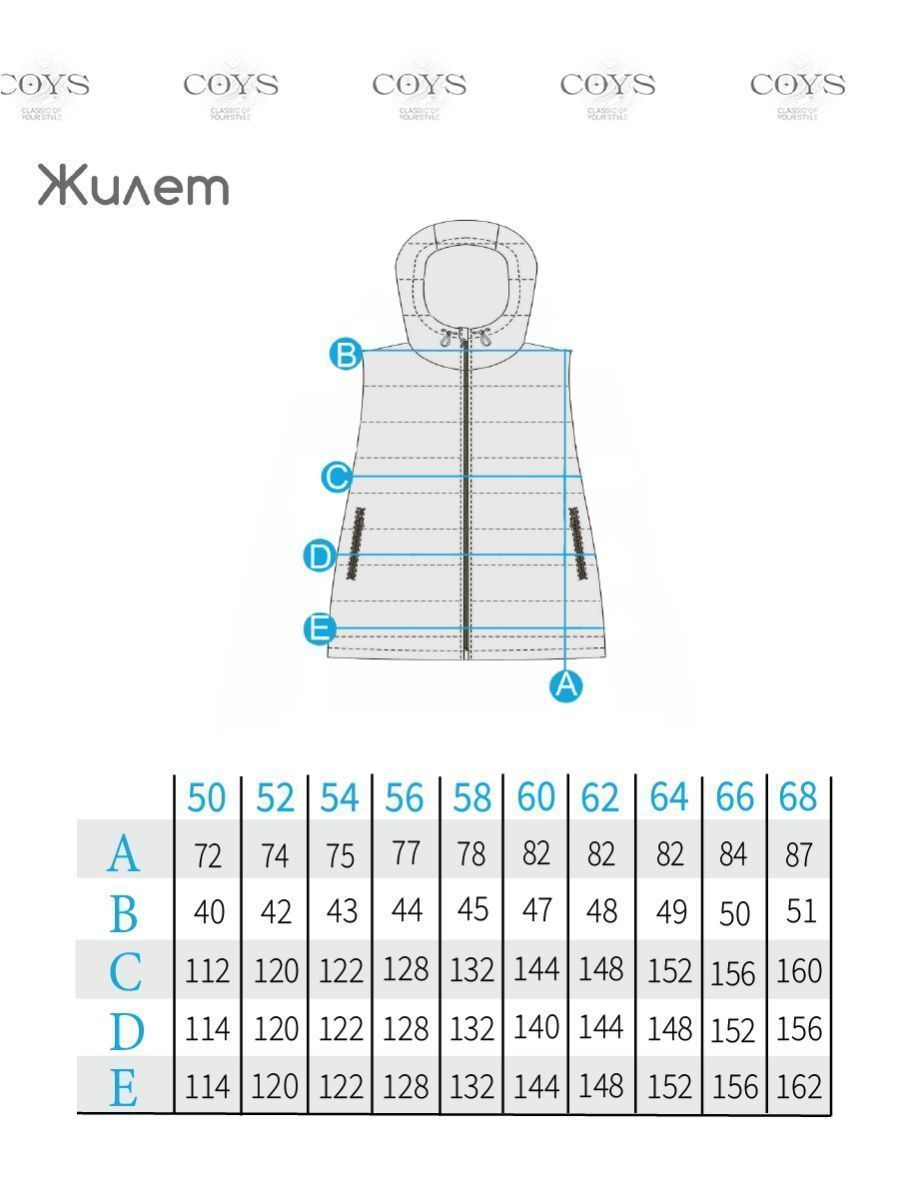 COYS COYS COYS COYS COYS
CLASSIC OF CLASSIC OF CLASSIC OF CLASSIC OF CLASSIC OF
YOUR STYLE YOUR STYLE YOUR STYLE YOUR STYLE YOUR STYLE
Жилет
B
C
D
E
A
50 52 54 56 58 60 62 64 66 68
A 72 74 75 77 78 82 82 82 84 87
B 40 42 43 44 45 47 48 49 50 51
C 112 120 122 128 132 144 148 152 156 160
D 114 120 122 128 132 140 144 148 152 156
E 114 120 122 128 132 144 148 152 156 162